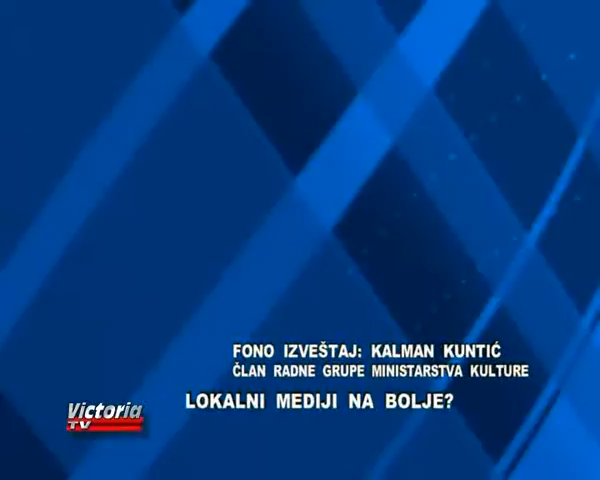 FONO IZVEŠTAJ: KALMAN KUNTIĆ
ČLAN RADNE GRUPE MINISTARSTVA KULTURE
LOKALNI MEDIJI NA BOLJE?
Victoria
TV